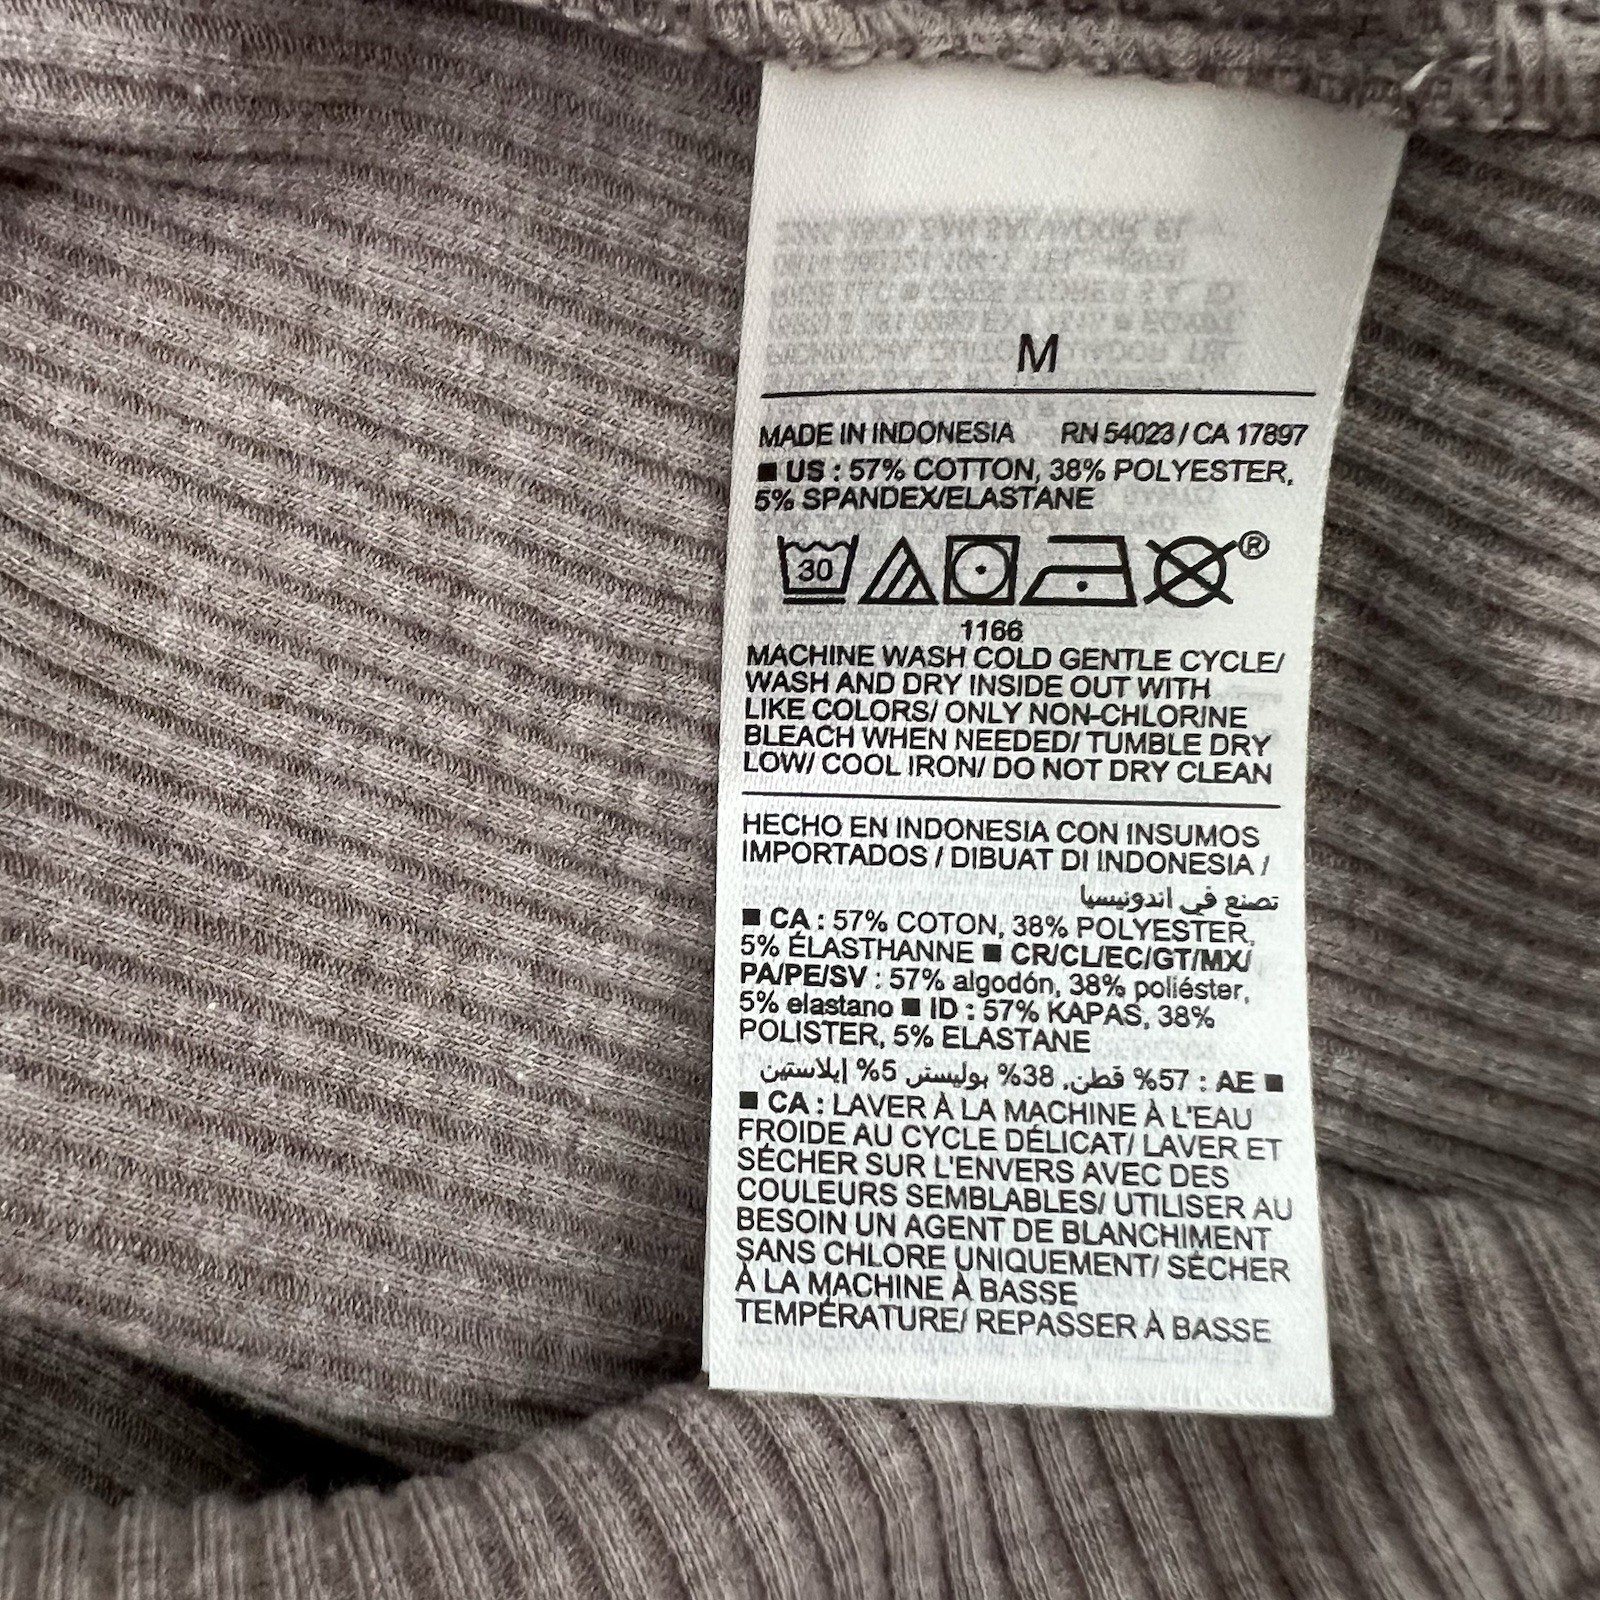 M
MADE IN INDONESIA RN 54023 / CA 17897
■ US : 57% COTTON, 38% POLYESTER,
5% SPANDEX/ELASTANE
30 ®
1166
MACHINE WASH COLD GENTLE CYCLE/
WASH AND DRY INSIDE OUT WITH
LIKE COLORS/ ONLY NON-CHLORINE
BLEACH WHEN NEEDED/ TUMBLE DRY
LOW/ COOL IRON/ DO NOT DRY CLEAN
HECHO EN INDONESIA CON INSUMOS
IMPORTADOS / DIBUAT DI INDONESIA /
تصنع في اندونيسيا
■ CA : 57% COTON, 38% POLYESTER,
5% ÉLASTHANNE ■ CR/CL/EC/GT/MX/
PA/PE/SV : 57% algodón, 38% poliéster,
5% elastano ■ ID : 57% KAPAS, 38%
POLISTER, 5% ELASTANE
■ AE : 57% قطن, 38% بوليستر 5% إيلاستين
■ CA : LAVER À LA MACHINE À L'EAU
FROIDE AU CYCLE DÉLICAT/ LAVER ET
SÉCHER SUR L'ENVERS AVEC DES
COULEURS SEMBLABLES/ UTILISER AU
BESOIN UN AGENT DE BLANCHIMENT
SANS CHLORE UNIQUEMENT/ SÉCHER
À LA MACHINE À BASSE
TEMPÉRATURE/ REPASSER À BASSE